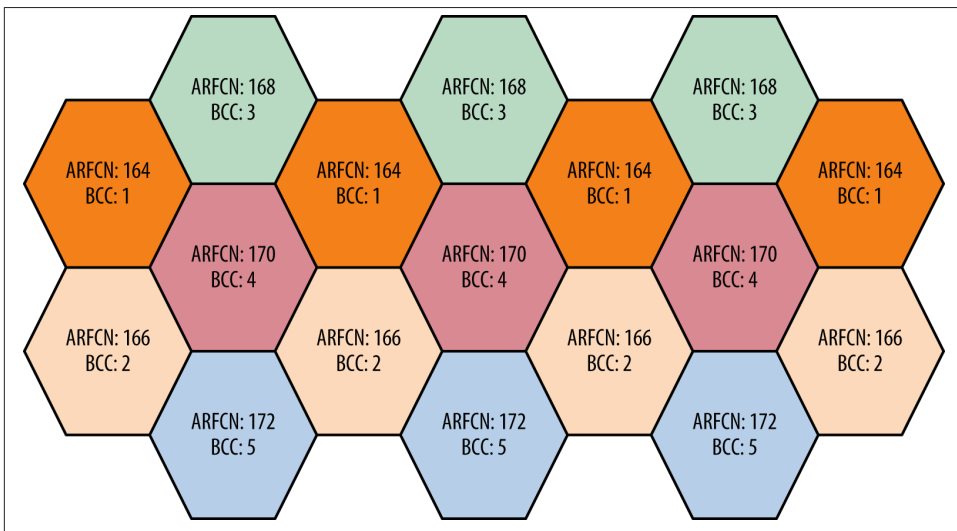 ARFCN: 168
BCC: 3
ARFCN: 168
BCC: 3
ARFCN: 168
BCC: 3
ARFCN: 164
BCC: 1
ARFCN: 164
BCC: 1
ARFCN: 164
BCC: 1
ARFCN: 164
BCC: 1
ARFCN: 170
BCC: 4
ARFCN: 170
BCC: 4
ARFCN: 170
BCC: 4
ARFCN: 166
BCC: 2
ARFCN: 166
BCC: 2
ARFCN: 166
BCC: 2
ARFCN: 166
BCC: 2
ARFCN: 172
BCC: 5
ARFCN: 172
BCC: 5
ARFCN: 172
BCC: 5